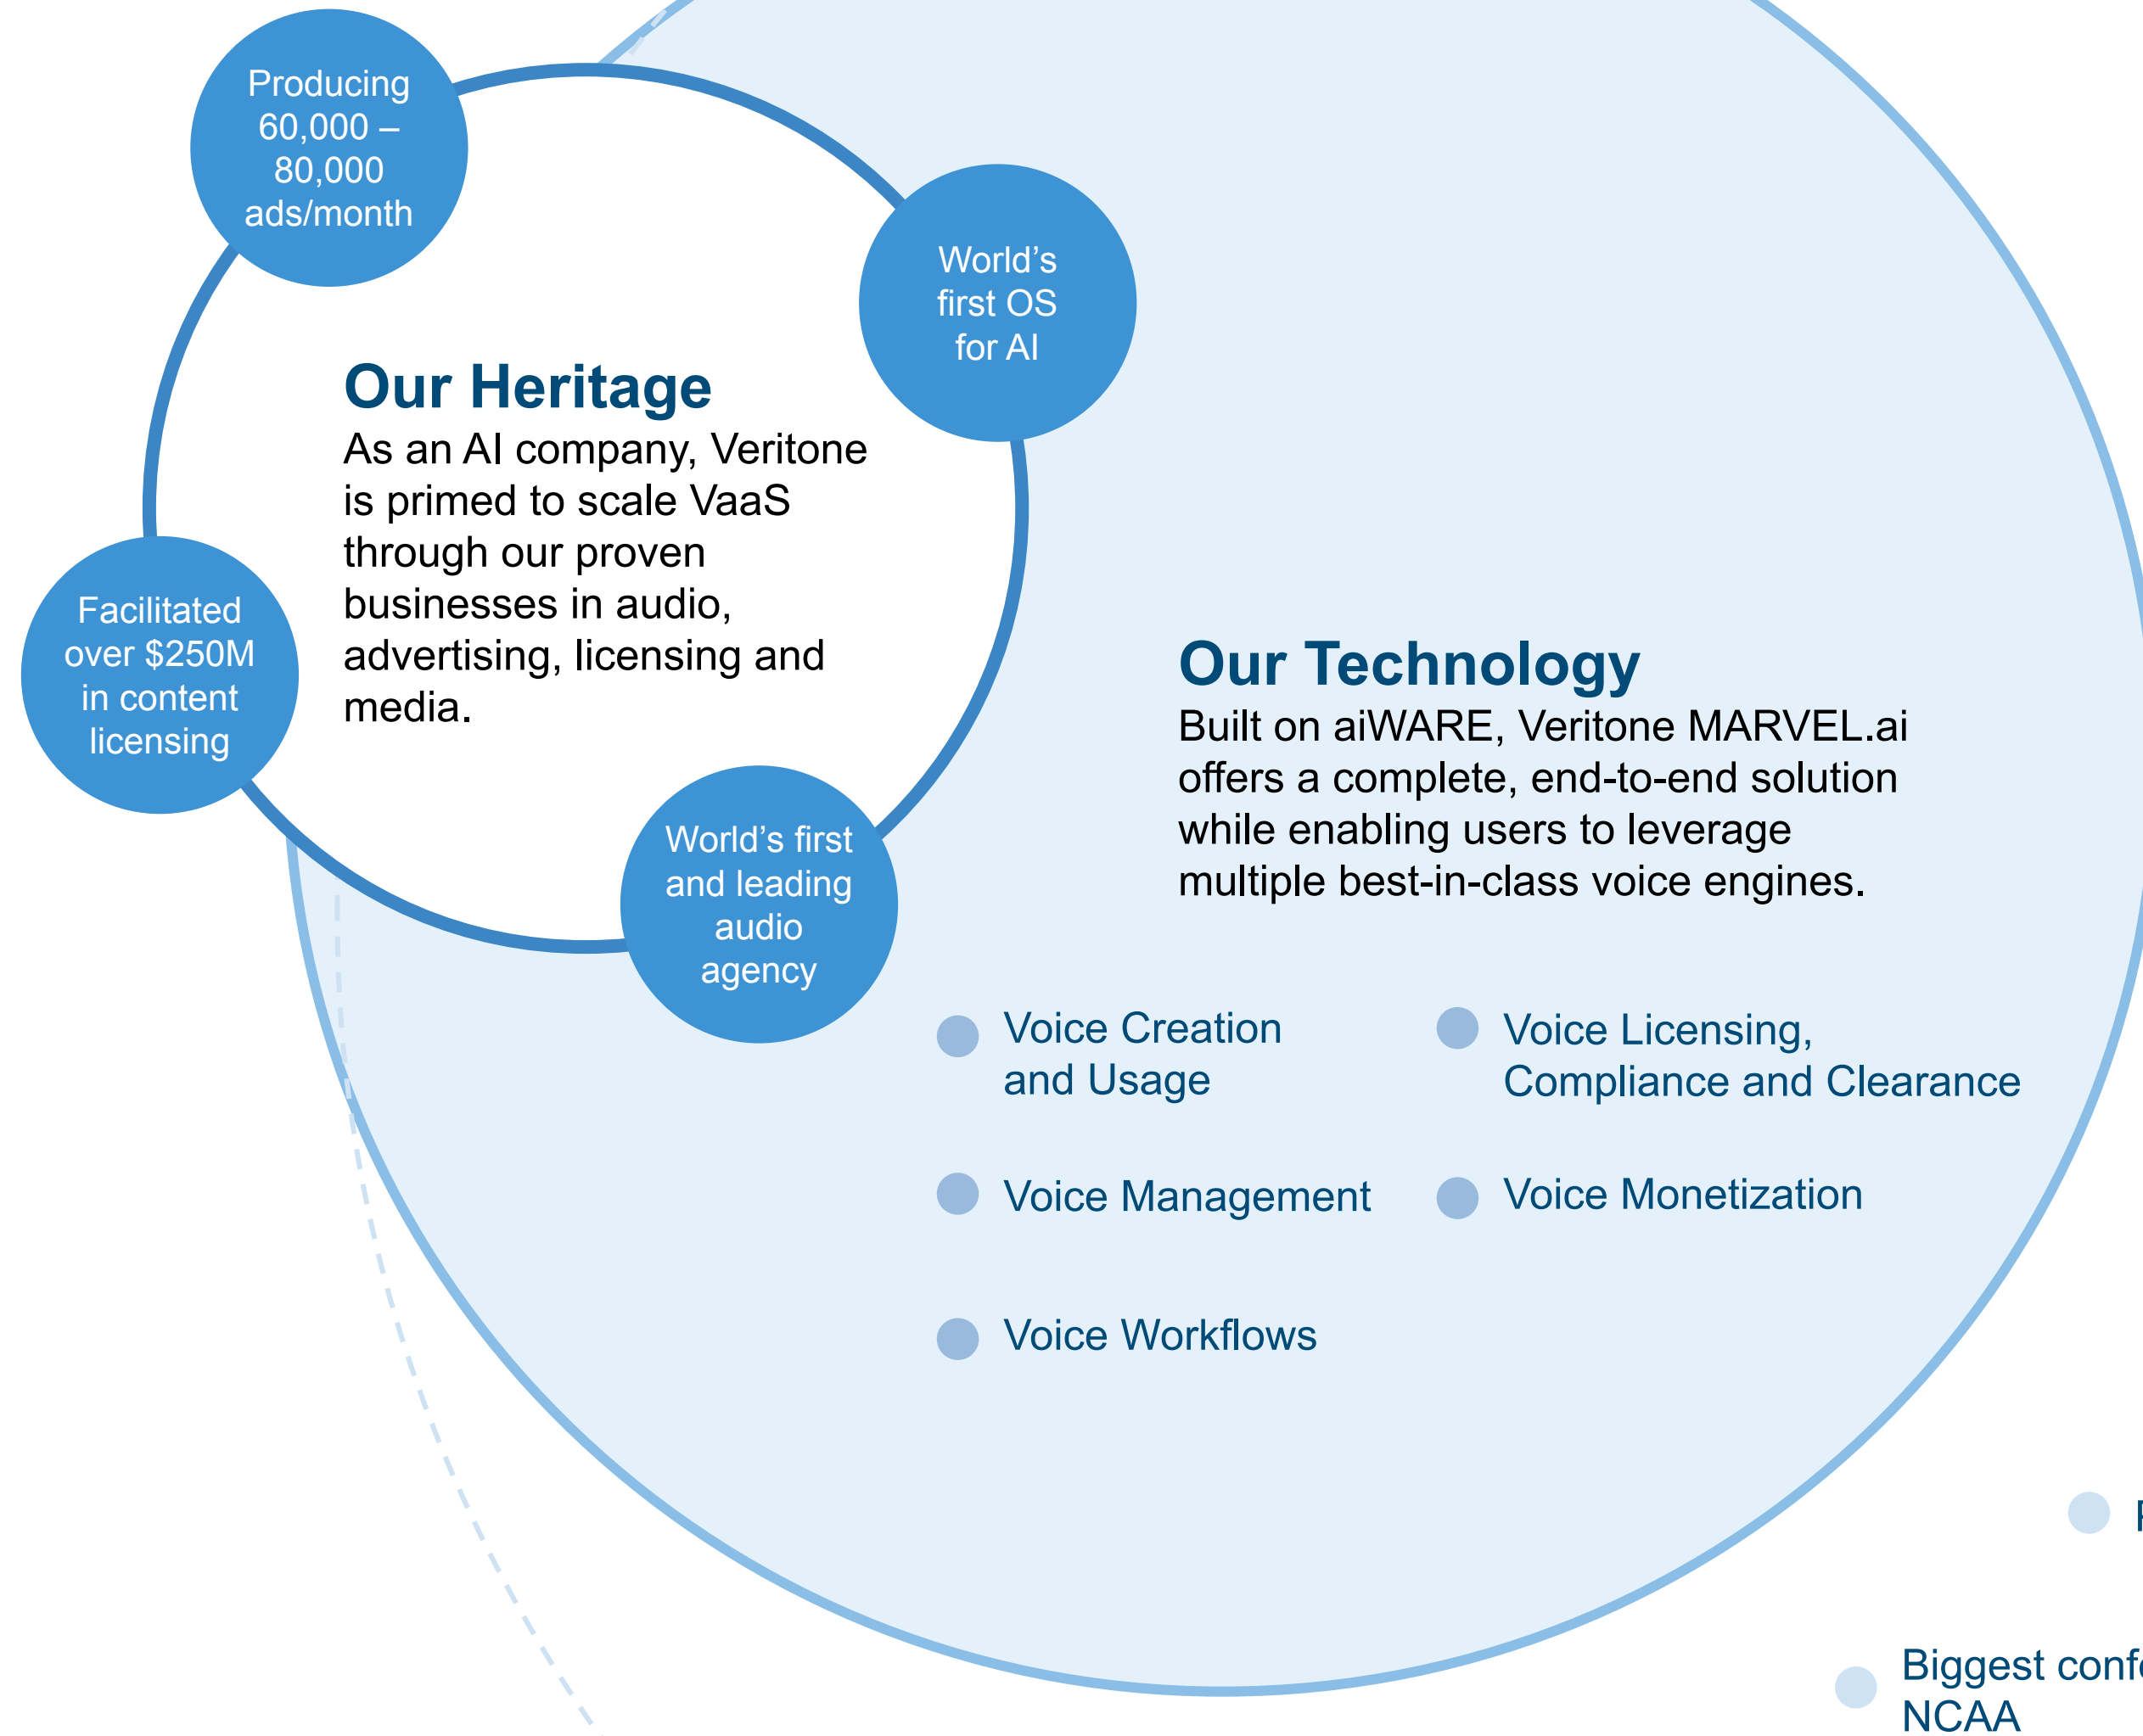 Producing
60,000 –
80,000
ads/month
World's
first OS
for AI
Our Heritage
As an AI company, Veritone
is primed to scale VaaS
through our proven
businesses in audio,
advertising, licensing and
media.
Facilitated
over $250M
in content
licensing
World's first
and leading
audio
agency
Our Technology
Built on aiWARE, Veritone MARVEL.ai
offers a complete, end-to-end solution
while enabling users to leverage
multiple best-in-class voice engines.
Voice Creation
and Usage
Voice Management
Voice Workflows
Voice Licensing,
Compliance and Clearance
Voice Monetization
Biggest
NCAA